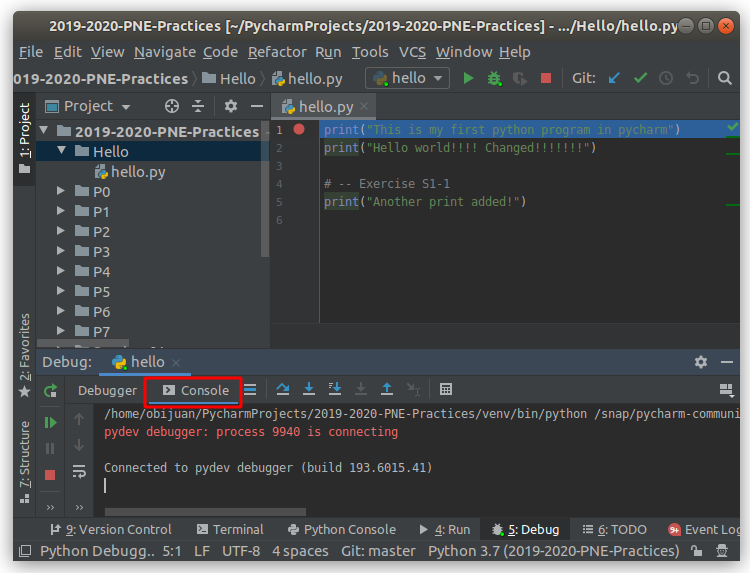 2019-2020-PNE-Practices [~/PycharmProjects/2019-2020-PNE-Practices] - .../Hello/hello.py
File Edit View Navigate Code Refactor Run Tools VCS Window Help
019-2020-PNE-Practices Hello hello.py hello Git:
1: Project
Project
hello.py
2019-2020-PNE-Practices
Hello
hello.py
P0
P1
P2
P3
P4
P5
P6
P7
1 print("This is my first python program in pycharm")
2 print("Hello world!!!! Changed!!!!!!!")
3
4 # -- Exercise S1-1
5 print("Another print added!")
6
2: Favorites
7: Structure
Debug: hello
Debugger Console
/home/obijuan/PycharmProjects/2019-2020-PNE-Practices/venv/bin/python /snap/pycharm-communi
pydev debugger: process 9940 is connecting
Connected to pydev debugger (build 193.6015.41)
9: Version Control Terminal Python Console 4: Run 5: Debug 6: TODO 9+ Event Log
Python Debugg.. 5:1 LF UTF-8 4 spaces Git: master Python 3.7 (2019-2020-PNE-Practices)